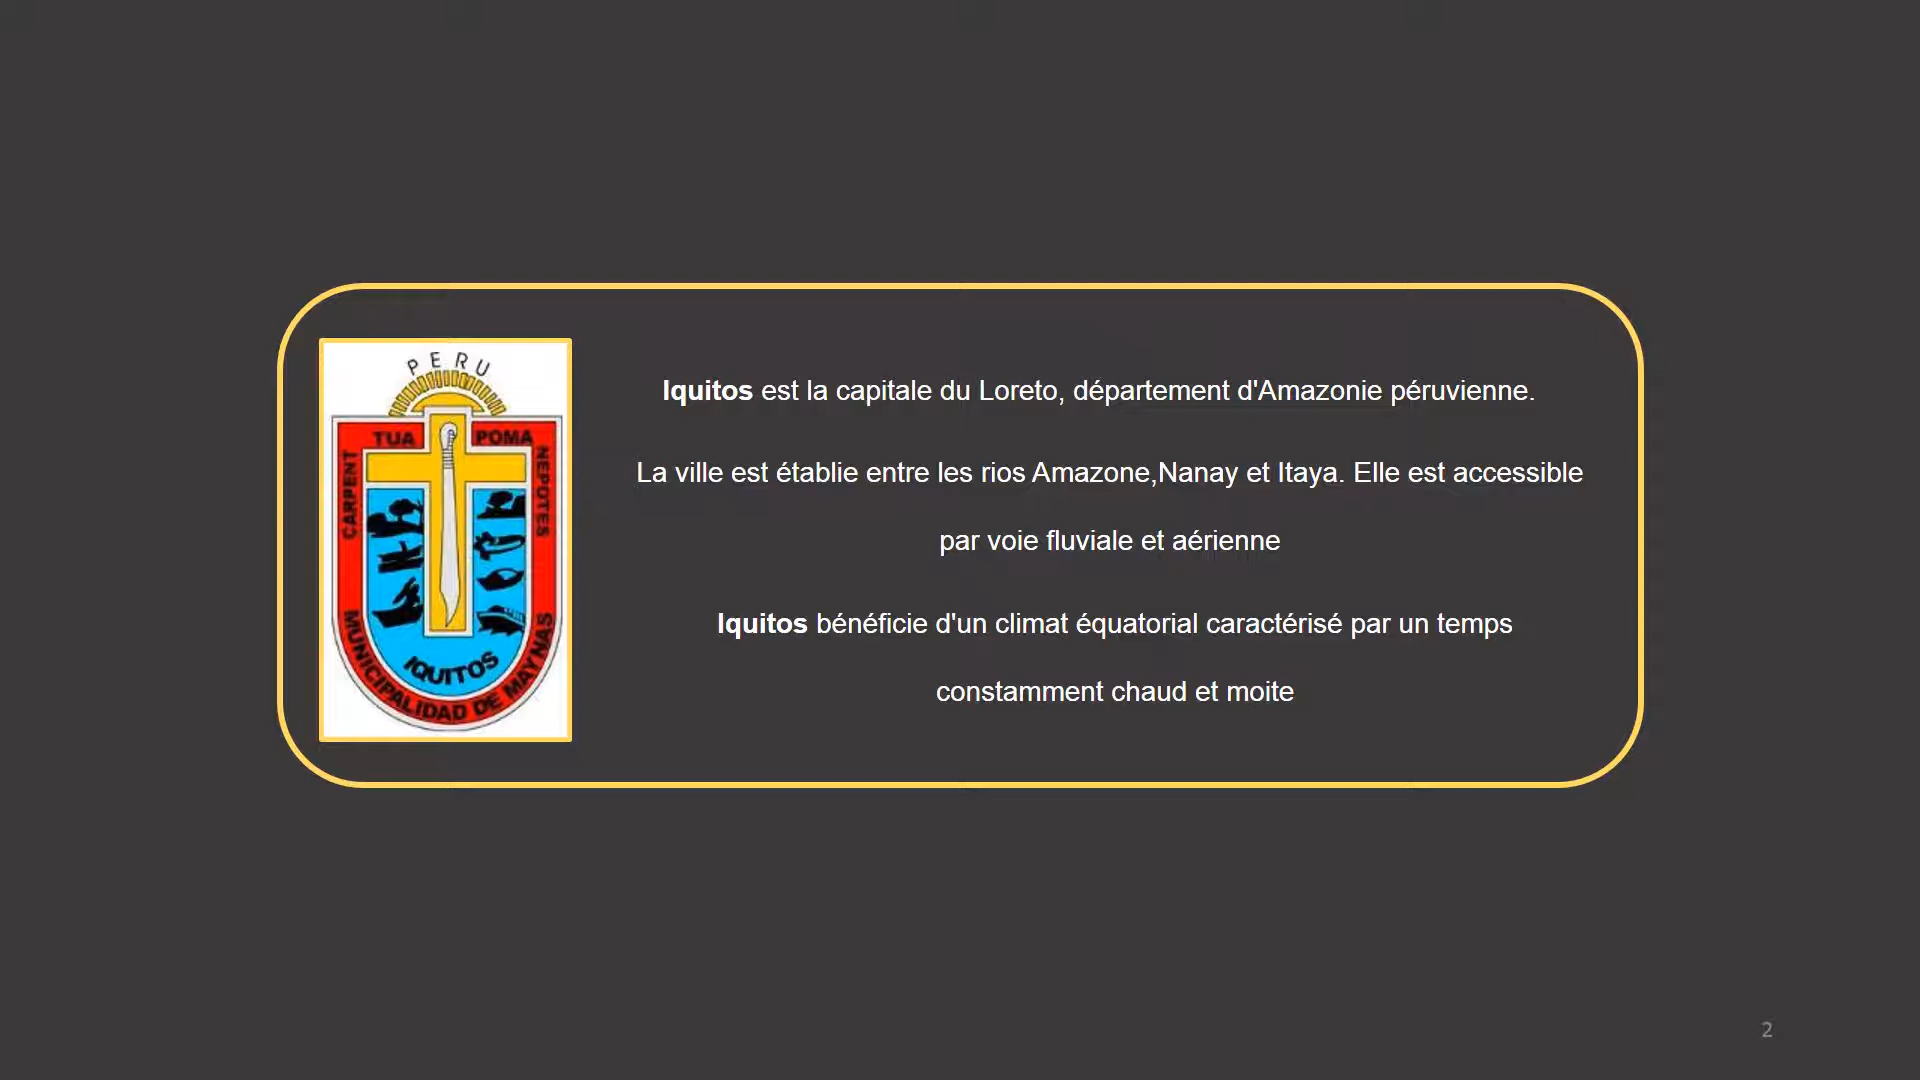 PERU
TUA POMA
CARPENT
NEPOTES
IQUITOS
MUNICIPALIDAD DE MAYNAS
Iquitos est la capitale du Loreto, département d'Amazonie péruvienne.
La ville est établie entre les rios Amazone,Nanay et Itaya. Elle est accessible
par voie fluviale et aérienne
Iquitos bénéficie d'un climat équatorial caractérisé par un temps
constamment chaud et moite
2